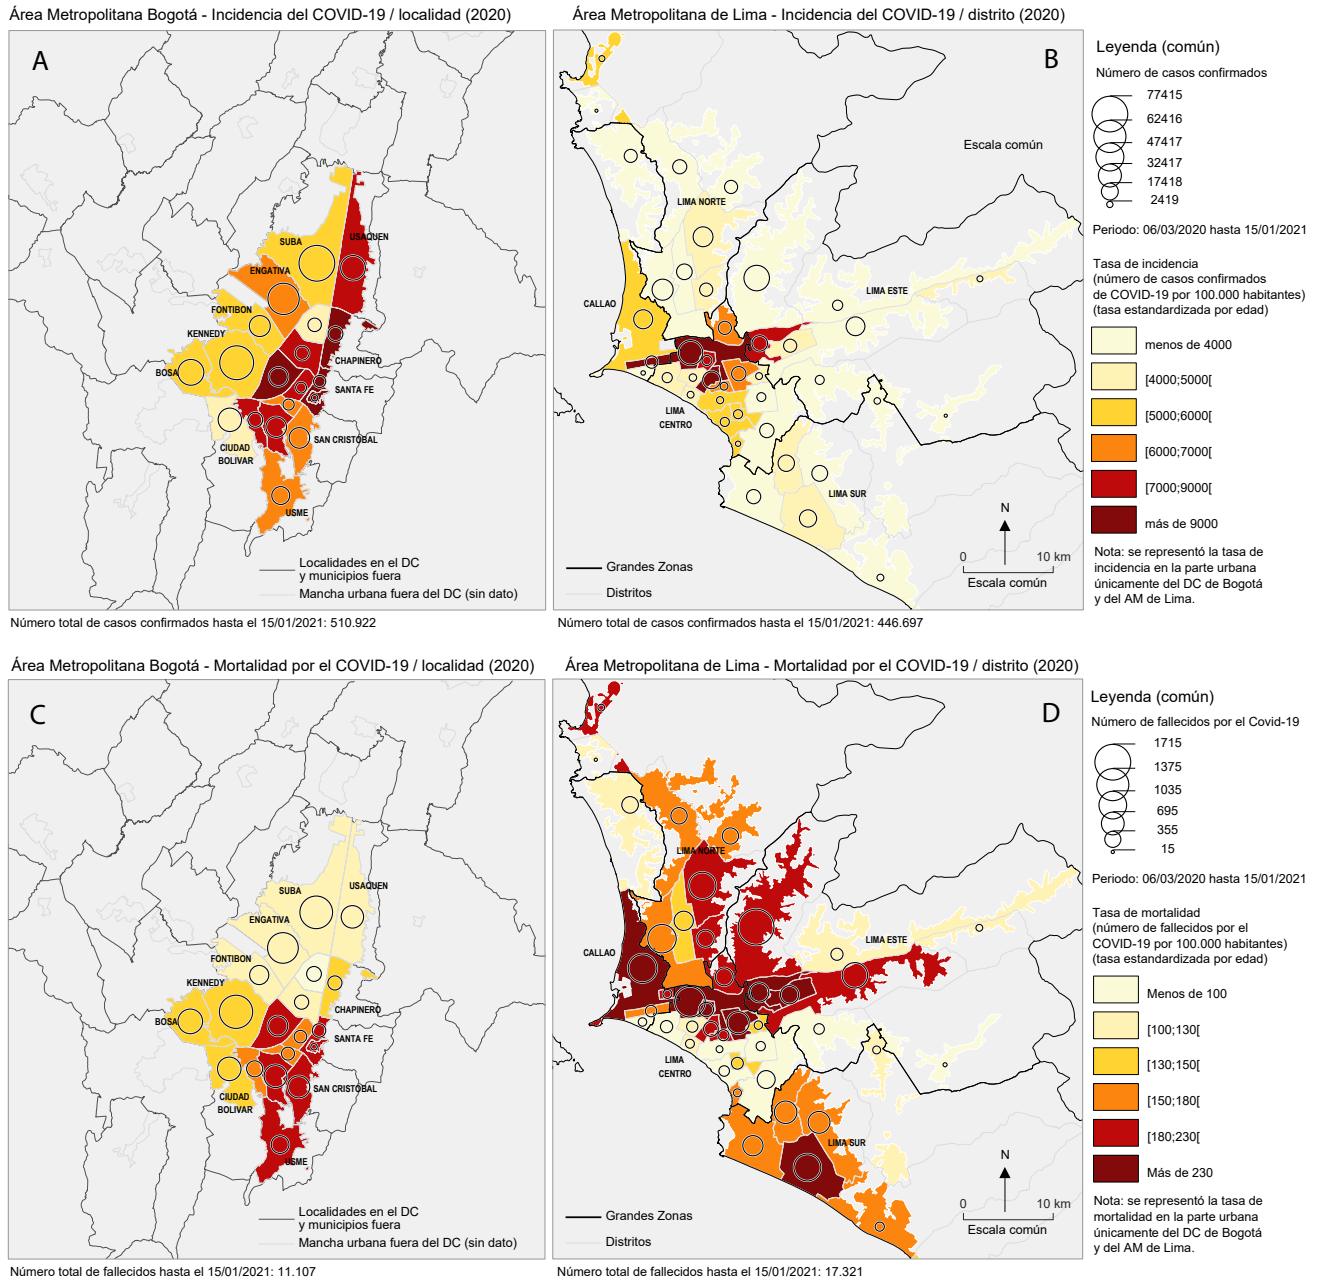 Área Metropolitana Bogotá - Incidencia del COVID-19 / localidad (2020)
A
SUBA
USAQUEN
ENGATIVA
FONTIBON
KENNEDY
BOSA
CHAPINERO
SANTA FE
SAN CRISTOBAL
CIUDAD
BOLIVAR
USME
Localidades en el DC
y municipios fuera
Mancha urbana fuera del DC (sin dato)
Número total de casos confirmados hasta el 15/01/2021: 510.922
Área Metropolitana de Lima - Incidencia del COVID-19 / distrito (2020)
B
Escala común
LIMA NORTE
LIMA ESTE
CALLAO
LIMA
CENTRO
LIMA SUR
N
0 10 km
Escala común
Grandes Zonas
Distritos
Número total de casos confirmados hasta el 15/01/2021: 446.697
Leyenda (común)
Número de casos confirmados
77415
62416
47417
32417
17418
2419
Periodo: 06/03/2020 hasta 15/01/2021
Tasa de incidencia
(número de casos confirmados
de COVID-19 por 100.000 habitantes)
(tasa estandardizada por edad)
menos de 4000
[4000;5000[
[5000;6000[
[6000;7000[
[7000;9000[
más de 9000
Nota: se representó la tasa de
incidencia en la parte urbana
únicamente del DC de Bogotá
y del AM de Lima.
Área Metropolitana Bogotá - Mortalidad por el COVID-19 / localidad (2020)
C
SUBA
USAQUEN
ENGATIVA
FONTIBON
KENNEDY
BOSA
CHAPINERO
SANTA FE
SAN CRISTOBAL
CIUDAD
BOLIVAR
USME
Localidades en el DC
y municipios fuera
Mancha urbana fuera del DC (sin dato)
Número total de fallecidos hasta el 15/01/2021: 11.107
Área Metropolitana de Lima - Mortalidad por el COVID-19 / distrito (2020)
D
LIMA NORTE
LIMA ESTE
CALLAO
LIMA
CENTRO
LIMA SUR
N
0 10 km
Escala común
Grandes Zonas
Distritos
Número total de fallecidos hasta el 15/01/2021: 17.321
Leyenda (común)
Número de fallecidos por el Covid-19
1715
1375
1035
695
355
15
Periodo: 06/03/2020 hasta 15/01/2021
Tasa de mortalidad
(número de fallecidos por el
COVID-19 por 100.000 habitantes)
(tasa estandardizada por edad)
Menos de 100
[100;130[
[130;150[
[150;180[
[180;230[
Más de 230
Nota: se representó la tasa de
mortalidad en la parte urbana
únicamente del DC de Bogotá
y del AM de Lima.